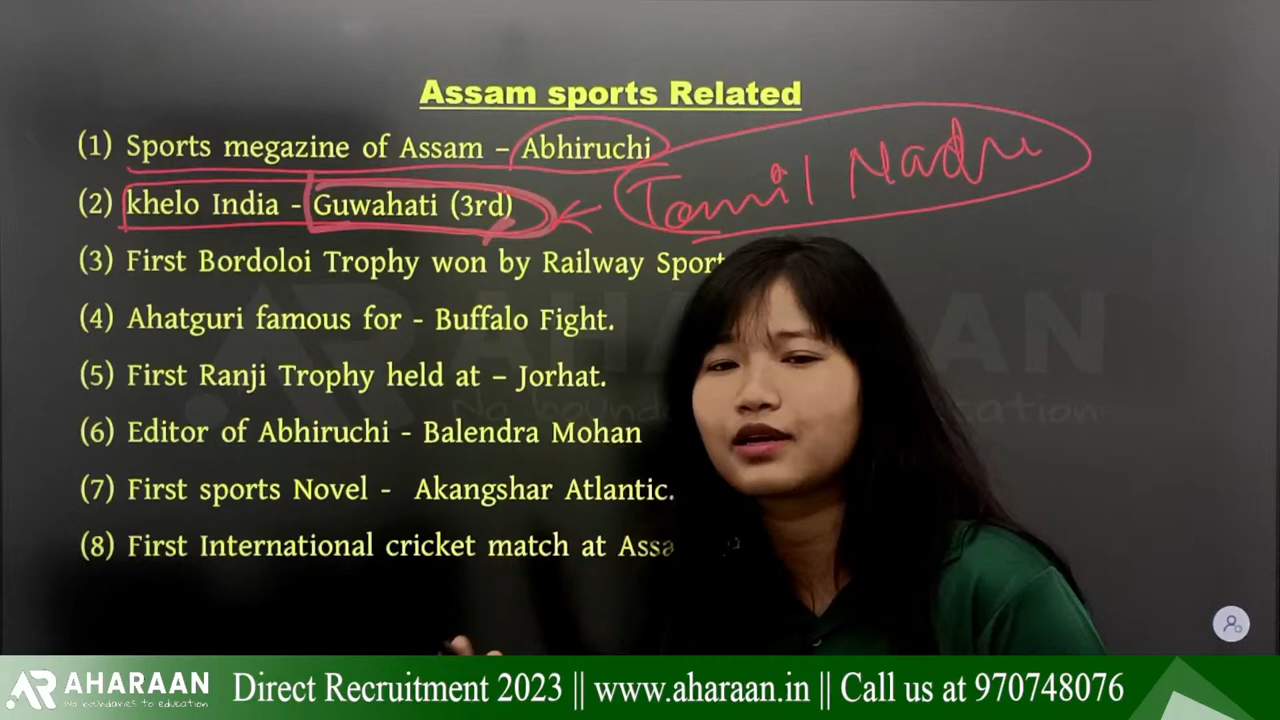 Assam sports Related
(1) Sports megazine of Assam – Abhiruchi
(2) khelo India - Guwahati (3rd)
Tamil Nadu
(3) First Bordoloi Trophy won by Railway Sport
(4) Ahatguri famous for - Buffalo Fight.
(5) First Ranji Trophy held at – Jorhat.
(6) Editor of Abhiruchi - Balendra Mohan
(7) First sports Novel - Akangshar Atlantic.
(8) First International cricket match at Assa
AHARAAN
No boundaries to education
Direct Recruitment 2023 || www.aharaan.in || Call us at 970748076